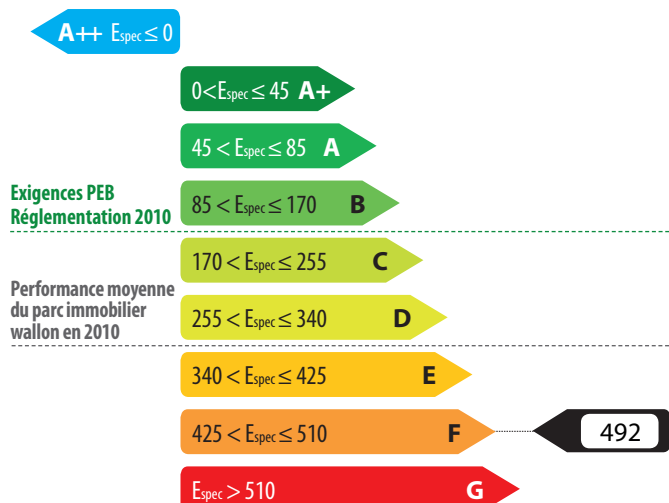 A++ Espec ≤ 0
0<Espec ≤ 45 A+
45 < Espec ≤ 85 A
Exigences PEB
Réglementation 2010
85 < Espec ≤ 170 B
170 < Espec ≤ 255 C
Performance moyenne
du parc immobilier
wallon en 2010
255 < Espec ≤ 340 D
340 < Espec ≤ 425 E
425 < Espec ≤ 510 F
492
Espec > 510 G